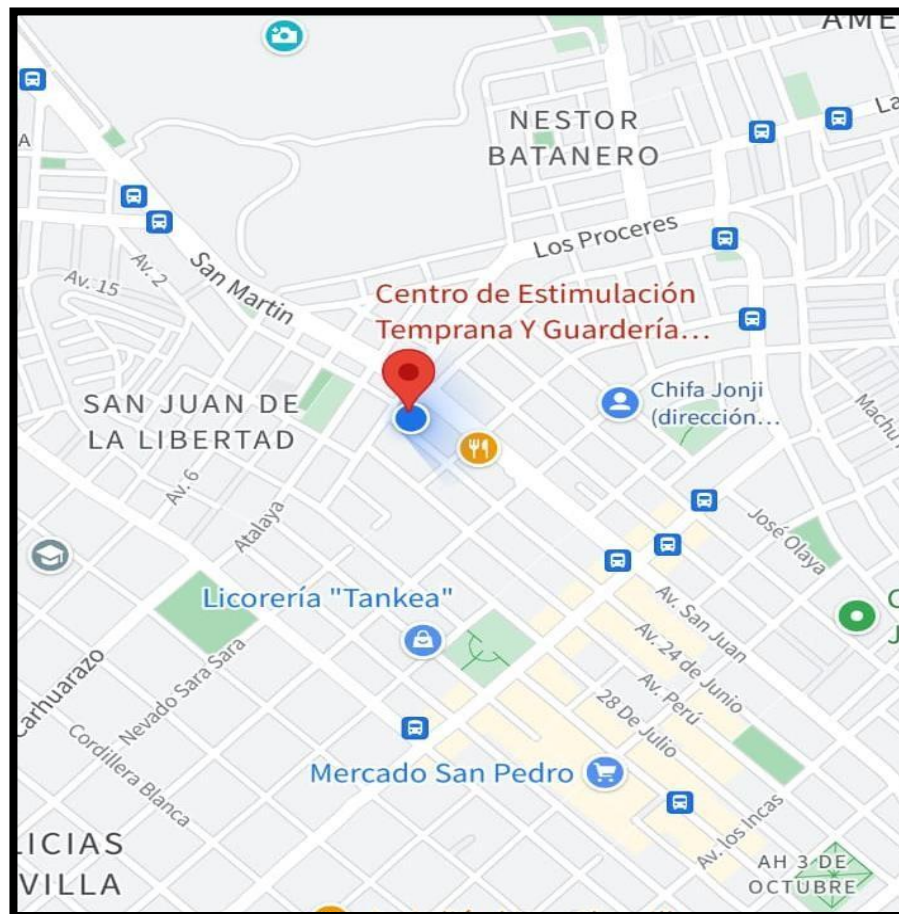 AME
NESTOR
BATANERO
La
A
Los Proceres
San Martin
Av. 2
Av. 15
Centro de Estimulación
Temprana Y Guardería...
Chifa Jonji
(dirección...
SAN JUAN DE
LA LIBERTAD
Machu
Av. 6
Atalaya
José Olaya
Licorería "Tankea"
Av. San Juan
C
J
Av. 24 de Junio
Carhuarazo
Nevado Sara Sara
Av. Perú
28 De Julio
Cordillera Blanca
Mercado San Pedro
Av. los Incas
LICIAS
VILLA
AH 3 DE
OCTUBRE